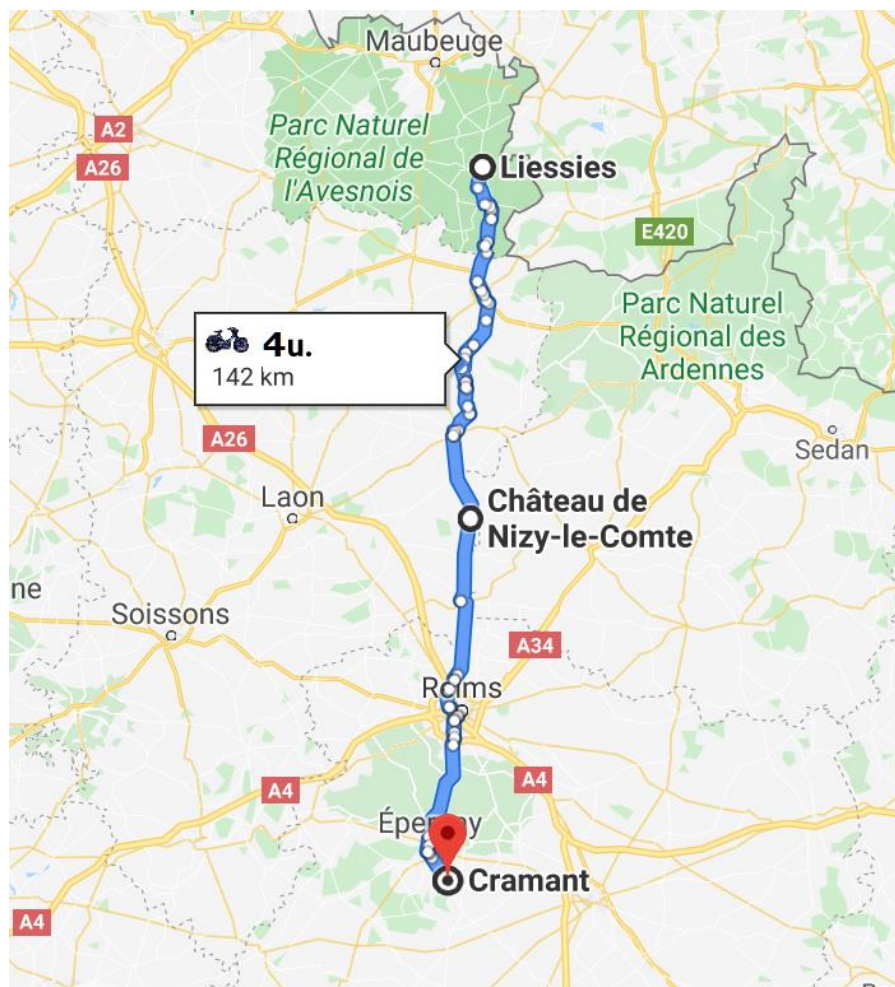 Maubeuge
A2
A26
Parc Naturel
Régional de
l'Avesnois
Liessies
E420
Parc Naturel
Régional des
Ardennes
4u.
142 km
A26
Sedan
Laon
Château de
Nizy-le-Comte
ne
Soissons
A34
Reims
A4
A4
Épernay
Cramant
A4